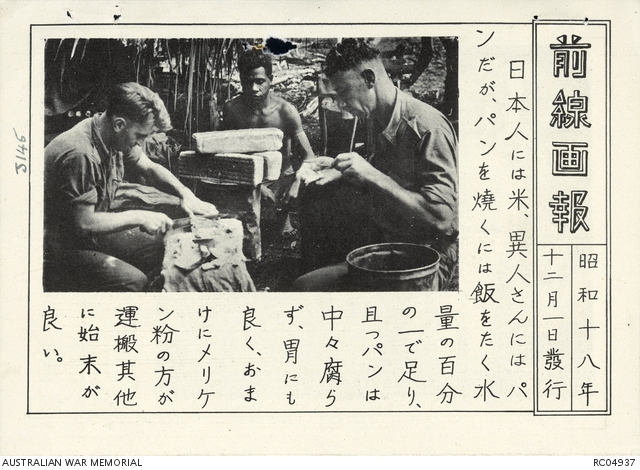 前線画報
昭和十八年
十二月一日發行
日本人には米、異人さんにはパ
ンだが、パンを燒くには飯をたく水
量の百分
の一で足り、
且つパンは
中々腐ら
ず、胃にも
良く、おま
けにメリケ
ン粉の方が
運搬其他
に始末が
良い。
J146
AUSTRALIAN WAR MEMORIAL
RC04937